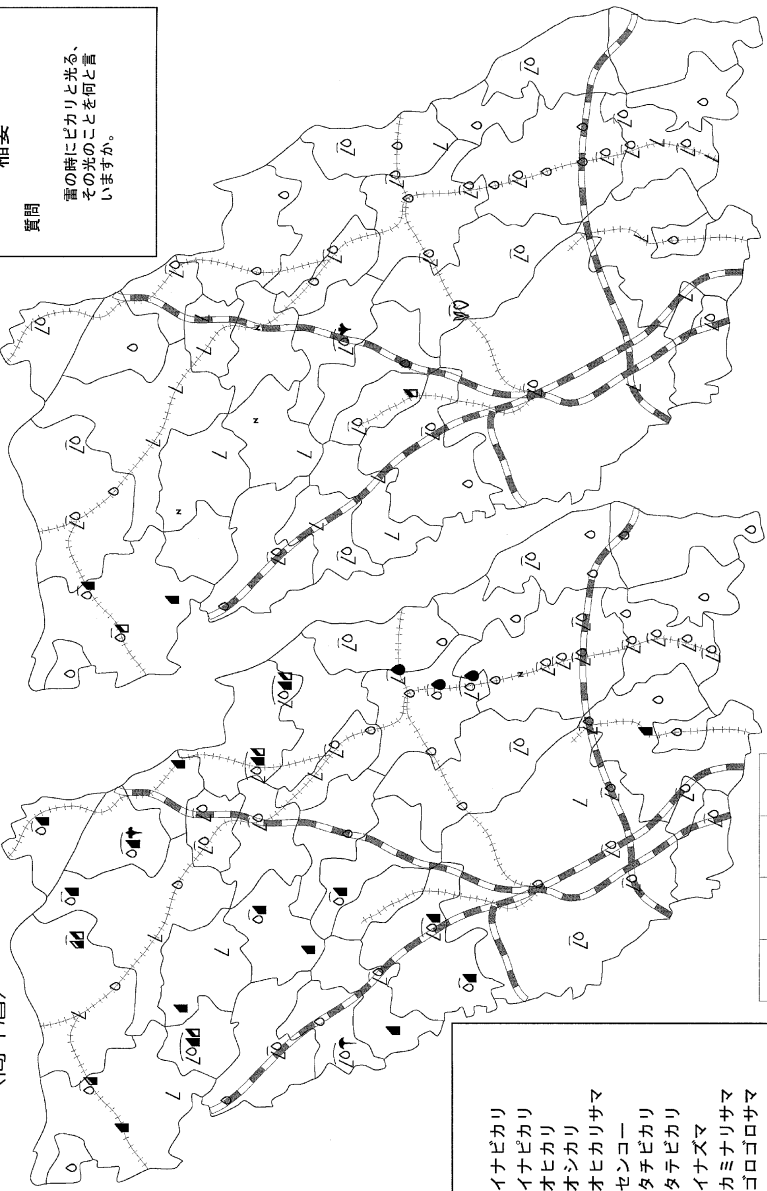 質問
雷の時にピカリと光る、
その光のことを何と言
いますか。
イナビカリ
イナピカリ
オヒカリ
オシカリ
オヒカリサマ
センコー
タチビカリ
タテビカリ
イナズマ
カミナリサマ
ゴロゴロサマ